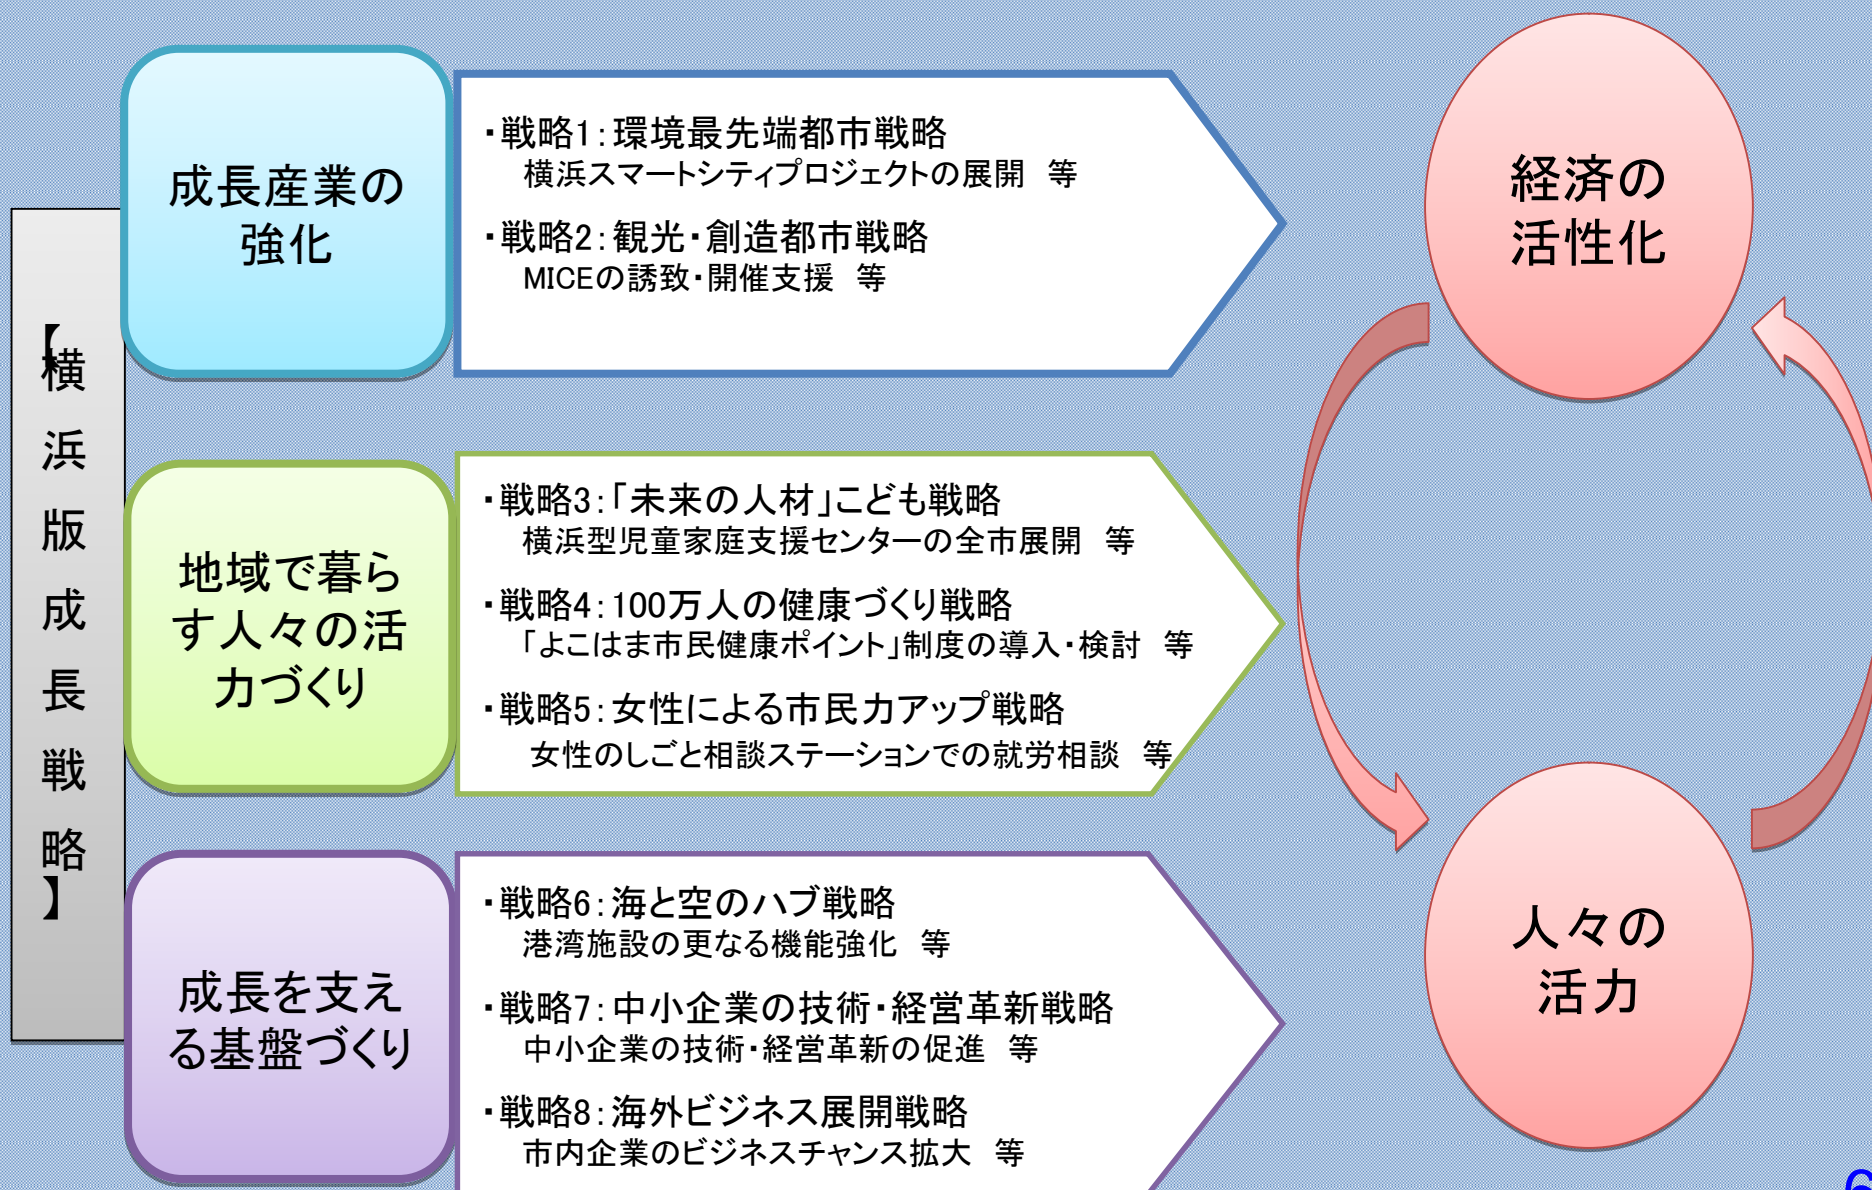 【横浜版成長戦略】
成長産業の
強化
・戦略1：環境最先端都市戦略
横浜スマートシティプロジェクトの展開　等
・戦略2：観光・創造都市戦略
MICEの誘致・開催支援　等
地域で暮ら
す人々の活
力づくり
・戦略3：「未来の人材」こども戦略
横浜型児童家庭支援センターの全市展開　等
・戦略4：100万人の健康づくり戦略
「よこはま市民健康ポイント」制度の導入・検討　等
・戦略5：女性による市民力アップ戦略
女性のしごと相談ステーションでの就労相談　等
成長を支え
る基盤づくり
・戦略6：海と空のハブ戦略
港湾施設の更なる機能強化　等
・戦略7：中小企業の技術・経営革新戦略
中小企業の技術・経営革新の促進　等
・戦略8：海外ビジネス展開戦略
市内企業のビジネスチャンス拡大　等
経済の
活性化
人々の
活力
6